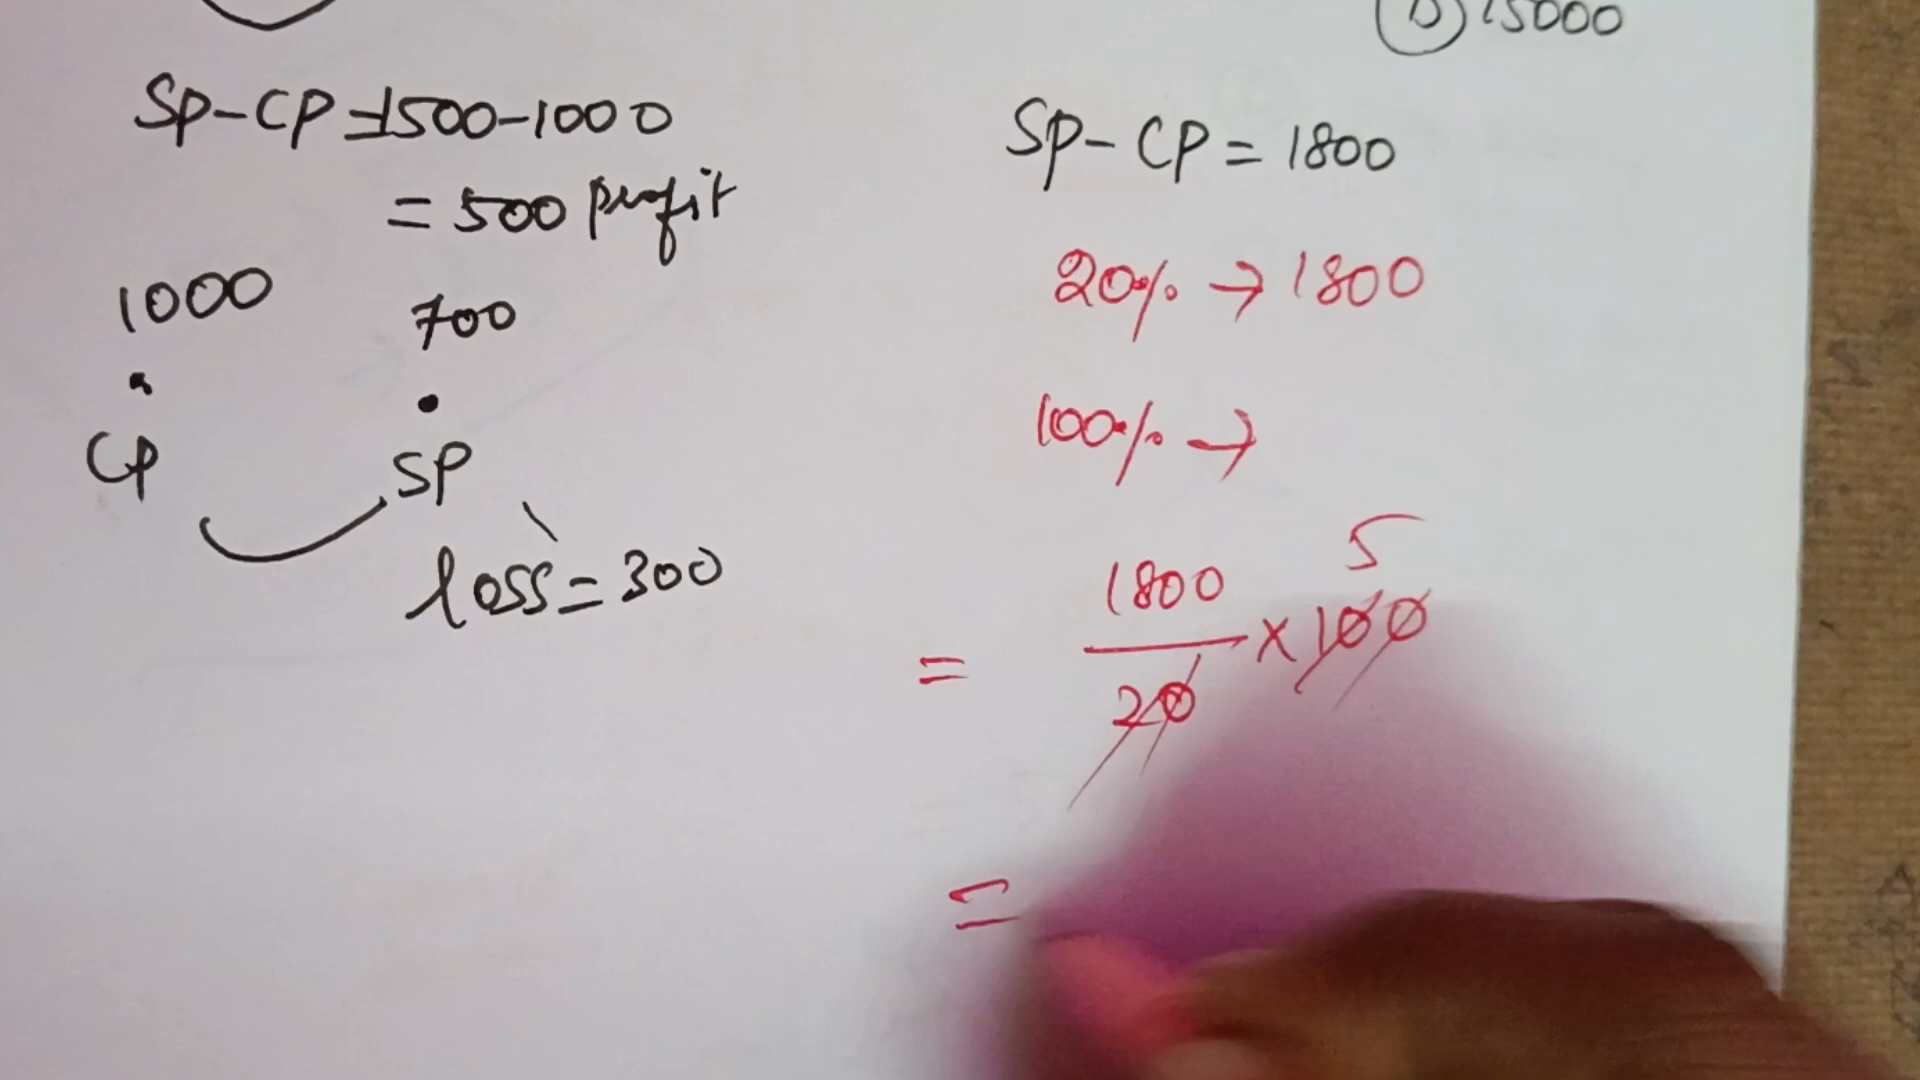 D 15000
SP-CP=1500-1000
=500 profit
1000
700
CP
SP
loss=300
SP-CP=1800
20% → 1800
100% →
5
= 1800/20 × 100
=